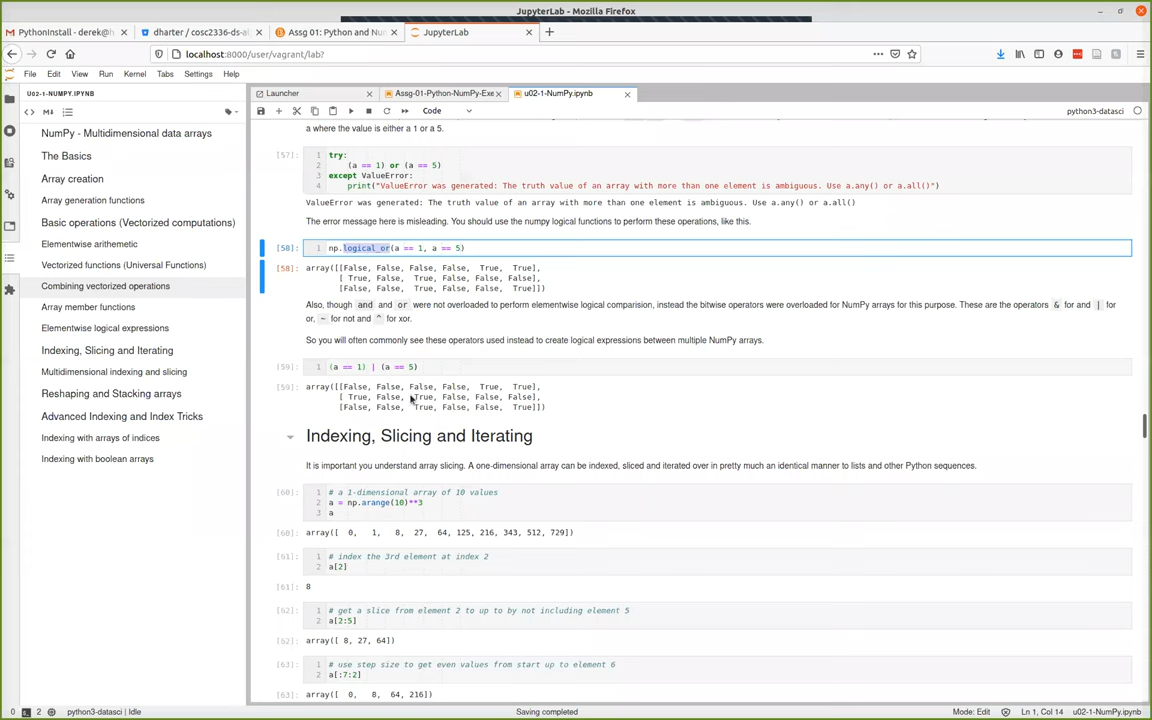 JupyterLab - Mozilla Firefox
PythonInstall - derek@h
dharter / cosc2336-ds-al
Assg 01: Python and Nun
JupyterLab
localhost:8000/user/vagrant/lab?
File Edit View Run Kernel Tabs Settings Help
U02-1-NUMPY.IPYNB
Launcher
Assg-01-Python-NumPy-Exe
u02-1-NumPy.ipynb
Code
python3-datasci
NumPy - Multidimensional data arrays
The Basics
Array creation
Array generation functions
Basic operations (Vectorized computations)
Elementwise arithemetic
Vectorized functions (Universal Functions)
Combining vectorized operations
Array member functions
Elementwise logical expressions
Indexing, Slicing and Iterating
Multidimensional indexing and slicing
Reshaping and Stacking arrays
Advanced Indexing and Index Tricks
Indexing with arrays of indices
Indexing with boolean arrays
a where the value is either a 1 or a 5.
[57]: 1 try:
2 (a == 1) or (a == 5)
3 except ValueError:
4 print("ValueError was generated: The truth value of an array with more than one element is ambiguous. Use a.any() or a.all()")
ValueError was generated: The truth value of an array with more than one element is ambiguous. Use a.any() or a.all()
The error message here is misleading. You should use the numpy logical functions to perform these operations, like this.
[58]: 1 np.logical_or(a == 1, a == 5)
[58]: array([[False, False, False, False, True, True],
[ True, False, True, False, False, False],
[False, False, True, False, False, True]])
Also, though and and or were not overloaded to perform elementwise logical comparision, instead the bitwise operators were overloaded for NumPy arrays for this purpose. These are the operators & for and | for
or, ~ for not and ^ for xor.
So you will often commonly see these operators used instead to create logical expressions between multiple NumPy arrays.
[59]: 1 (a == 1) | (a == 5)
[59]: array([[False, False, False, False, True, True],
[ True, False, True, False, False, False],
[False, False, True, False, False, True]])
Indexing, Slicing and Iterating
It is important you understand array slicing. A one-dimensional array can be indexed, sliced and iterated over in pretty much an identical manner to lists and other Python sequences.
[60]: 1 # a 1-dimensional array of 10 values
2 a = np.arange(10)**3
3 a
[60]: array([ 0, 1, 8, 27, 64, 125, 216, 343, 512, 729])
[61]: 1 # index the 3rd element at index 2
2 a[2]
[61]: 8
[62]: 1 # get a slice from element 2 to up to by not including element 5
2 a[2:5]
[62]: array([ 8, 27, 64])
[63]: 1 # use step size to get even values from start up to element 6
2 a[:7:2]
[63]: array([ 0, 8, 64, 216])
0 2 python3-datasci | Idle
Saving completed
Mode: Edit
Ln 1, Col 14
u02-1-NumPy.ipynb